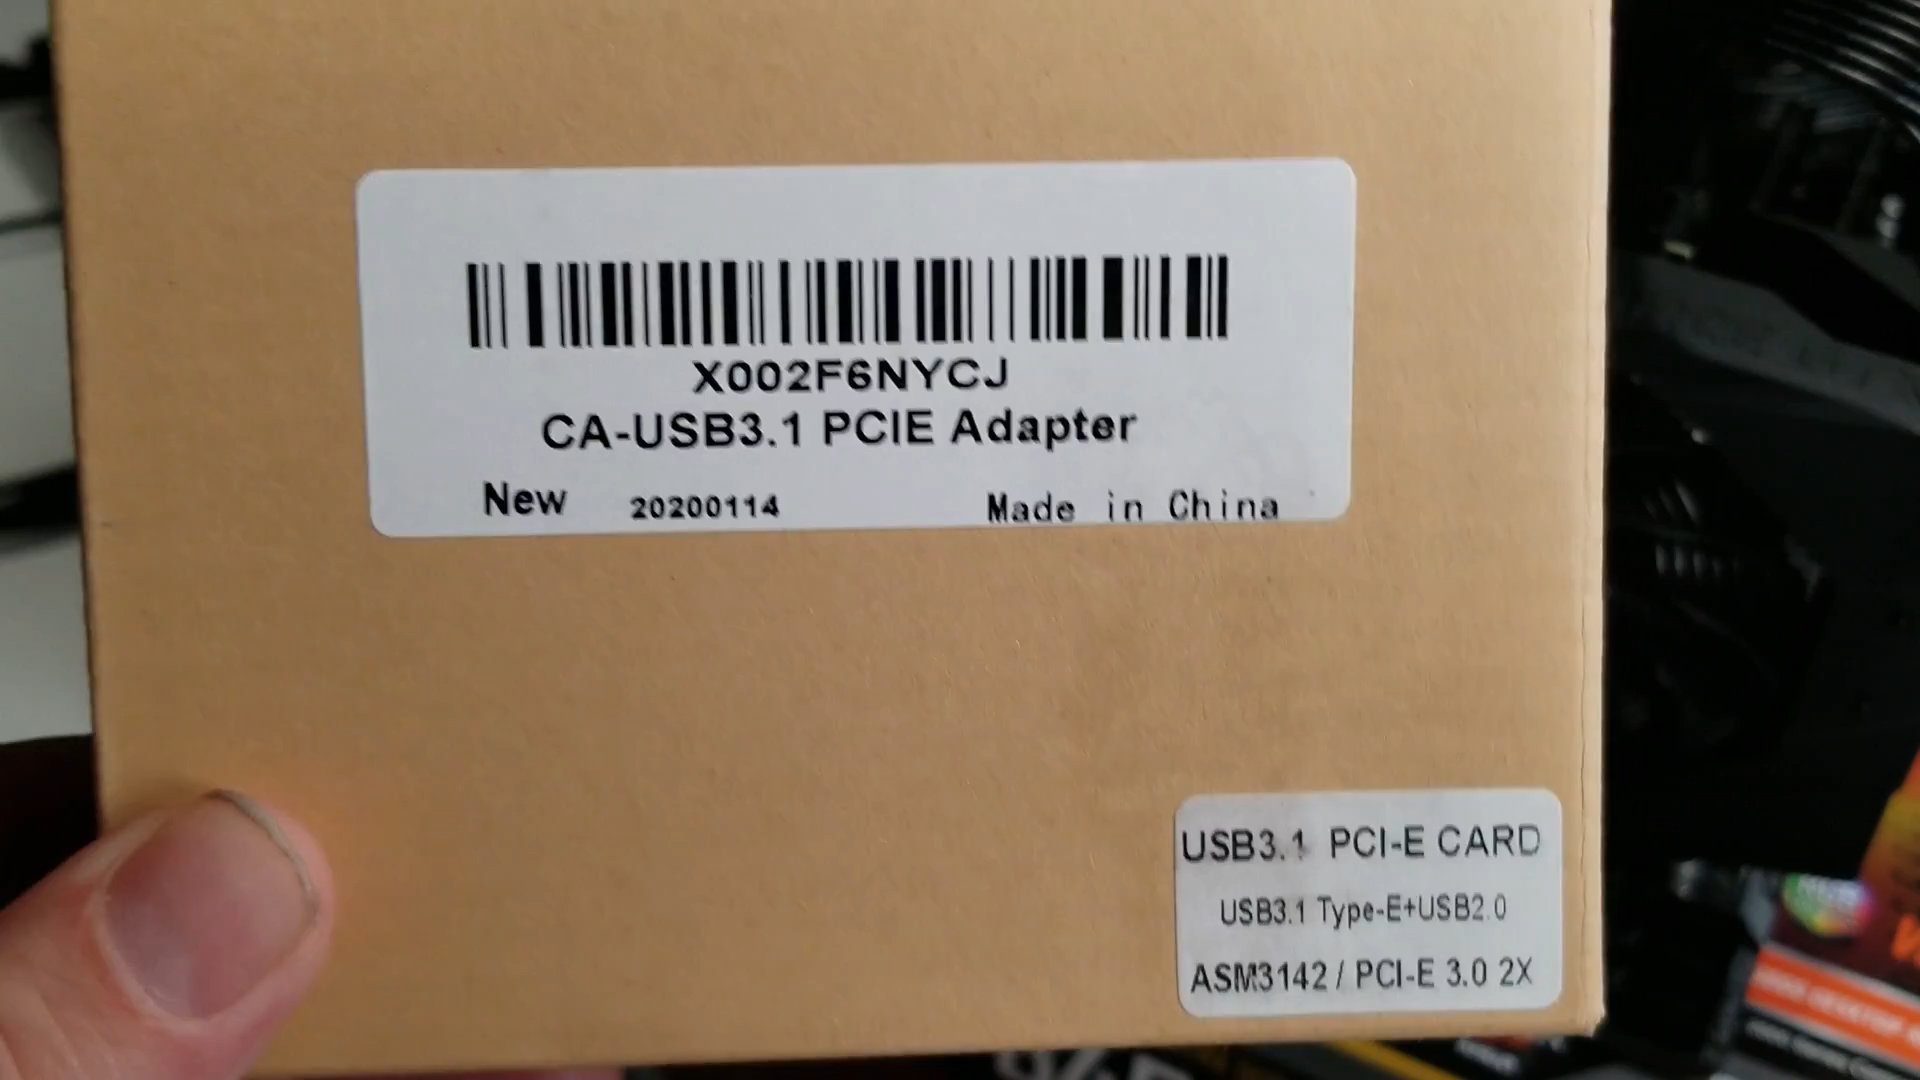 X002F6NYCJ
CA-USB3.1 PCIE Adapter
New 20200114 Made in China
USB3.1 PCI-E CARD
USB3.1 Type-E+USB2.0
ASM3142 / PCI-E 3.0 2X